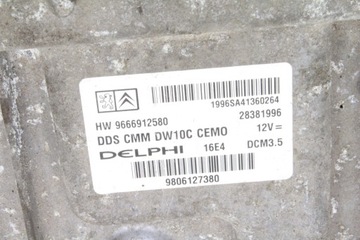 1996SA41360264
HW 9666912580 28381996
DDS CMM DW10C CEMO 12V=
DELPHI 16E4 DCM3.5
9806127380